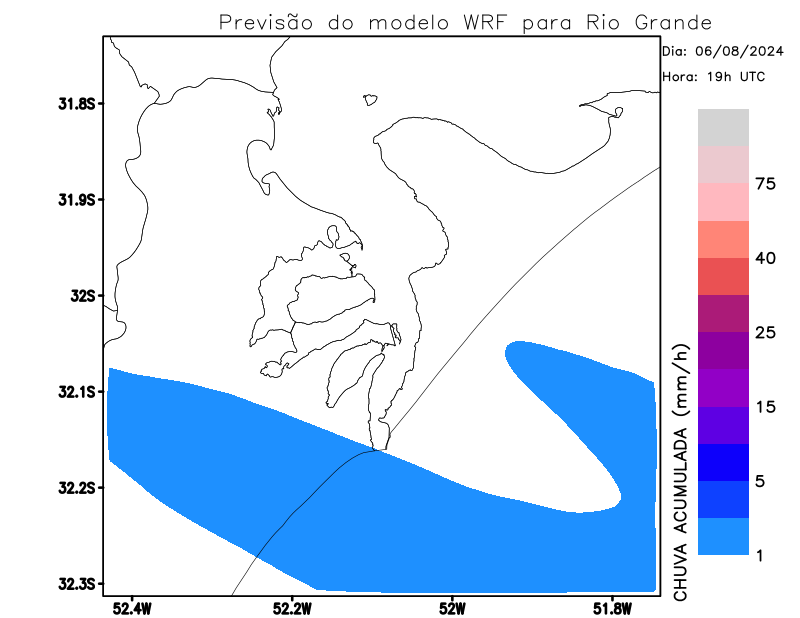 Previsão do modelo WRF para Rio Grande
Dia: 06/08/2024
Hora: 19h UTC
31.8S
31.9S
32S
32.1S
32.2S
32.3S
52.4W
52.2W
52W
51.8W
75
40
25
15
5
1
CHUVA ACUMULADA (mm/h)